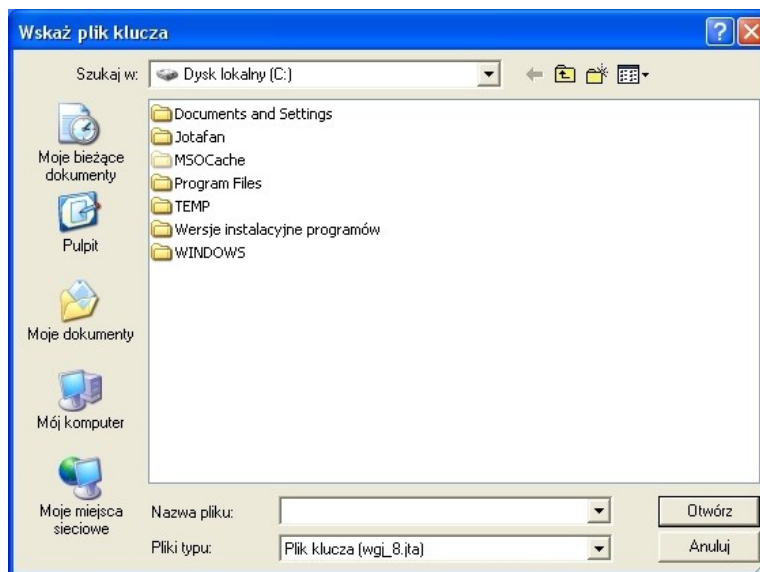 Wskaż plik klucza
Szukaj w:
Dysk lokalny (C:)
Moje bieżące
dokumenty
Pulpit
Moje dokumenty
Mój komputer
Moje miejsca
sieciowe
Documents and Settings
Jotafan
MSOCache
Program Files
TEMP
Wersje instalacyjne programów
WINDOWS
Nazwa pliku:
Otwórz
Pliki typu:
Plik klucza (wgj_8.jta)
Anuluj